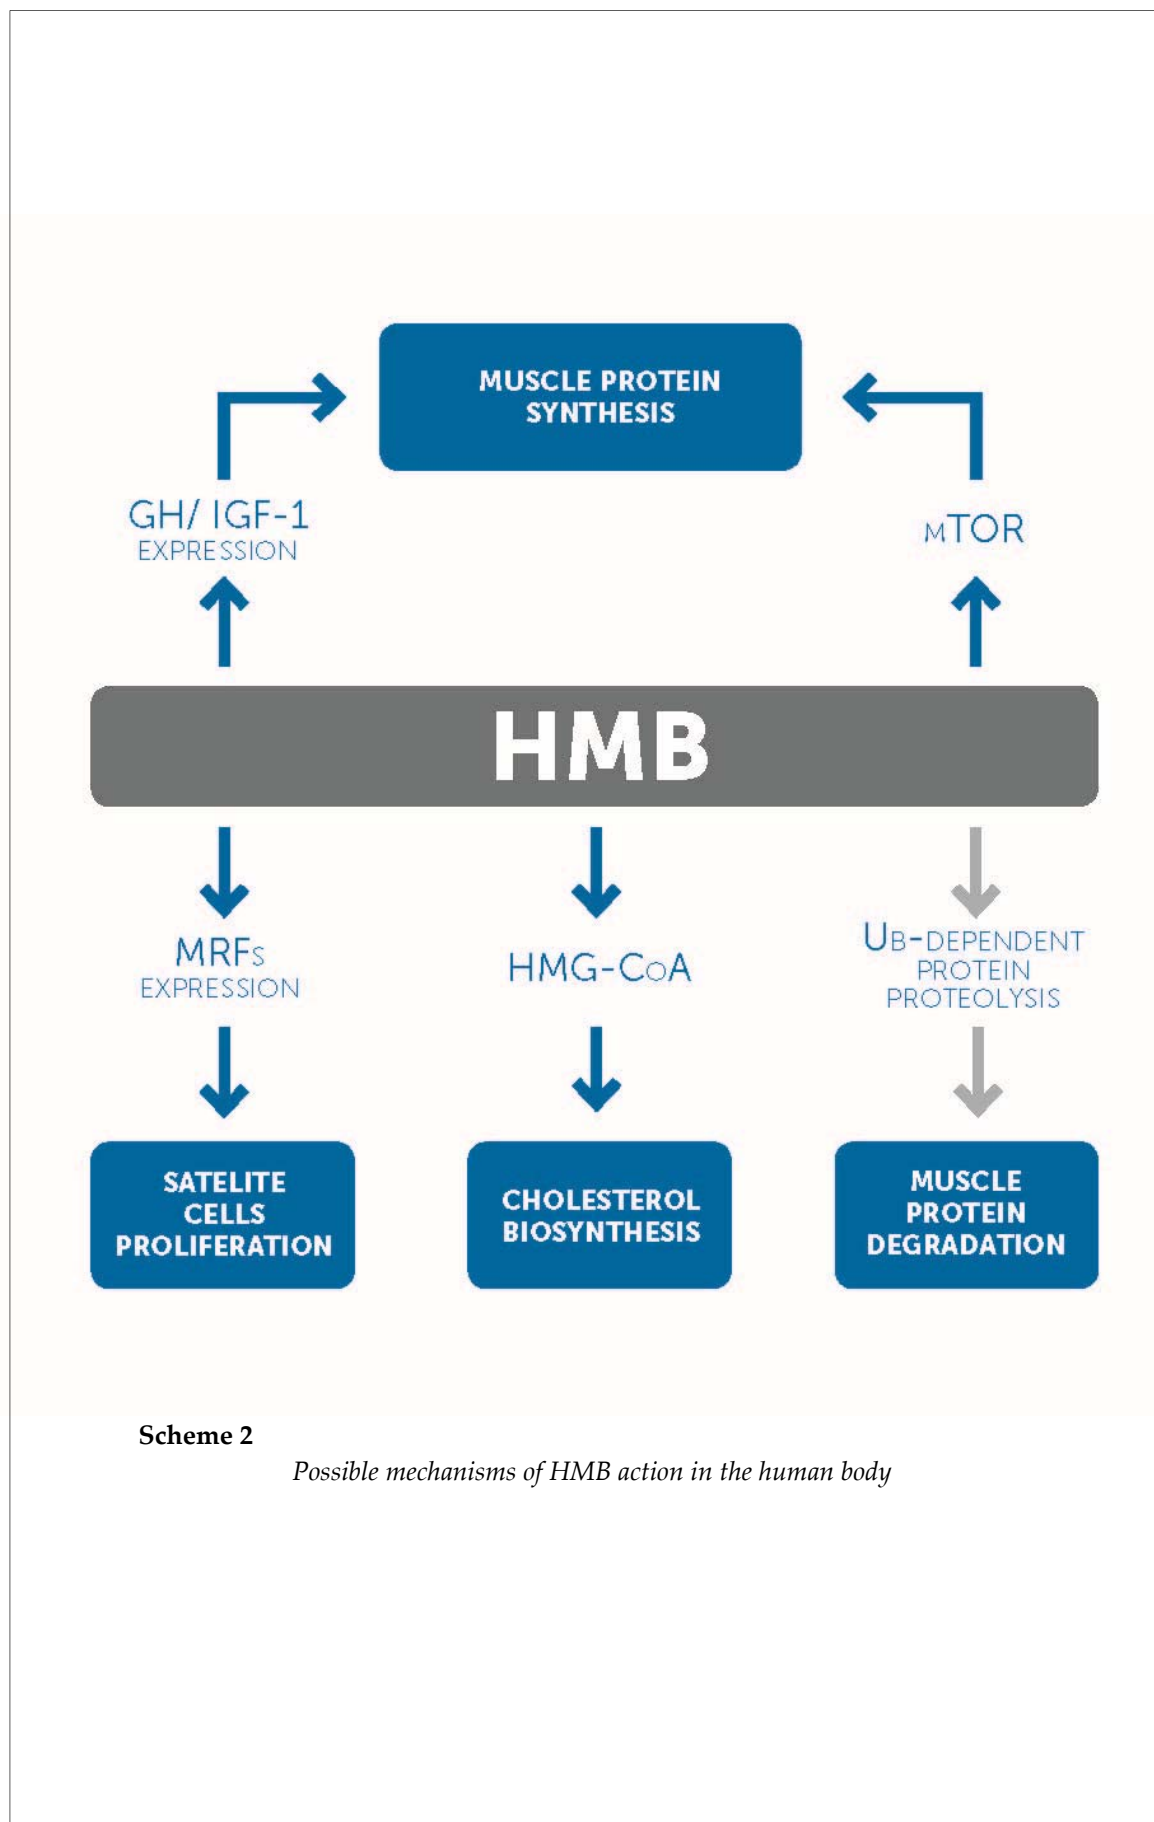 MUSCLE PROTEIN
SYNTHESIS
GH/ IGF-1
EXPRESSION
mTOR
HMB
MRFs
EXPRESSION
HMG-CoA
UB-DEPENDENT
PROTEIN
PROTEOLYSIS
SATELITE
CELLS
PROLIFERATION
CHOLESTEROL
BIOSYNTHESIS
MUSCLE
PROTEIN
DEGRADATION
Scheme 2
Possible mechanisms of HMB action in the human body